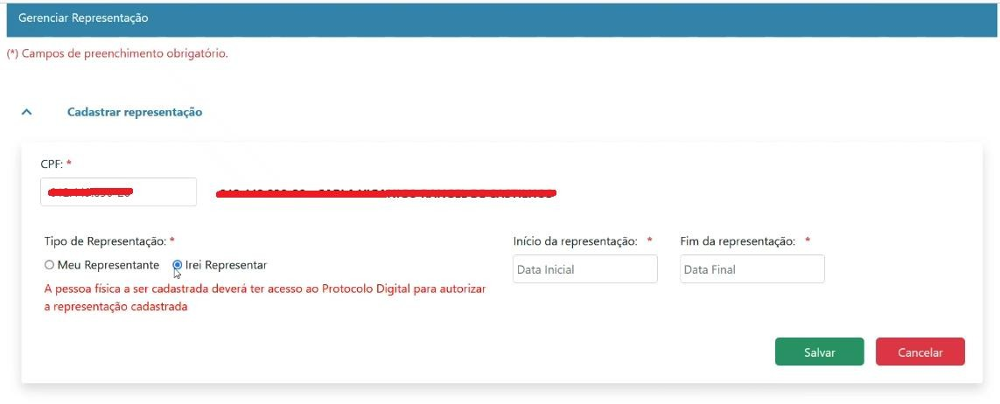 Gerenciar Representação
(*) Campos de preenchimento obrigatório.
Cadastrar representação
CPF: *
Tipo de Representação: * Início da representação: * Fim da representação: *
Meu Representante Irei Representar Data Inicial Data Final
A pessoa física a ser cadastrada deverá ter acesso ao Protocolo Digital para autorizar
a representação cadastrada
Salvar Cancelar